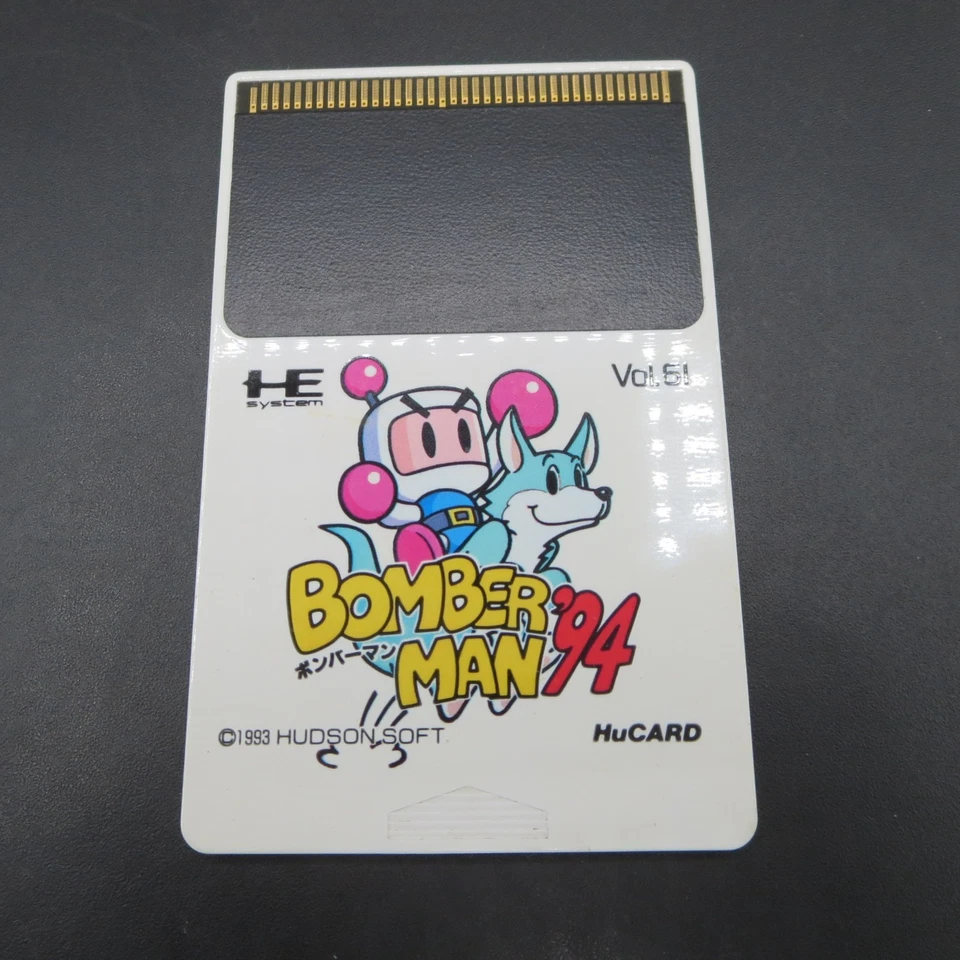 HE
system
Vol.61
BOMBER
MAN '94
ボンバーマン
©1993 HUDSON SOFT
HuCARD